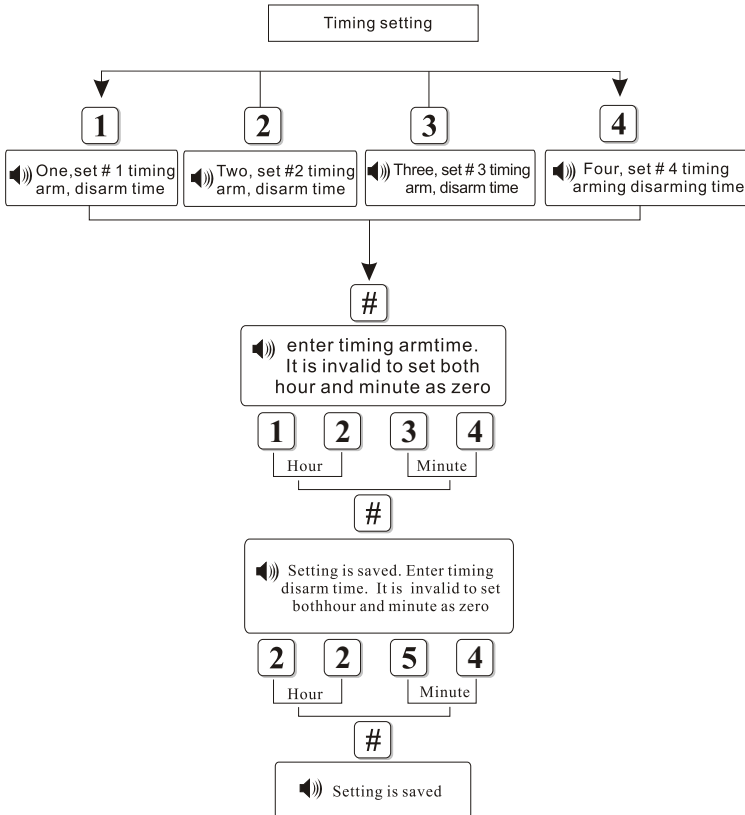 Timing setting
1 2 3 4
One,set # 1 timing
arm, disarm time
Two, set #2 timing
arm, disarm time
Three, set # 3 timing
arm, disarm time
Four, set # 4 timing
arming disarming time
#
enter timing armtime.
It is invalid to set both
hour and minute as zero
1 2 3 4
Hour Minute
#
Setting is saved. Enter timing
disarm time. It is invalid to set
bothhour and minute as zero
2 2 5 4
Hour Minute
#
Setting is saved